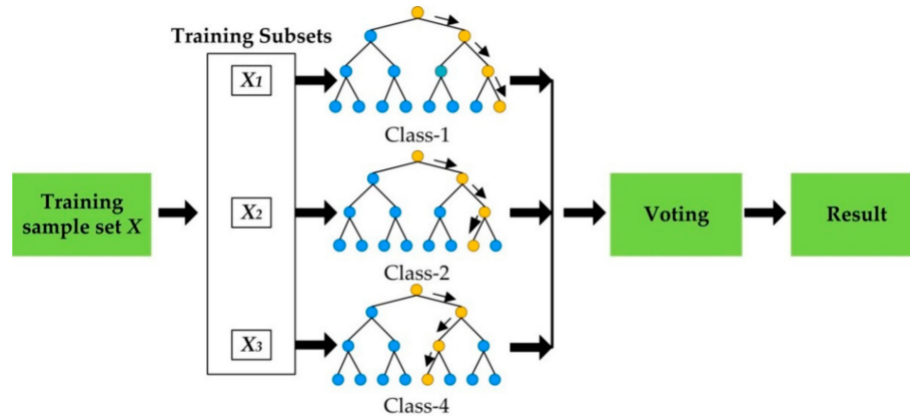 Training Subsets
X1
Class-1
Training
sample set X
X2
Class-2
Voting
Result
X3
Class-4